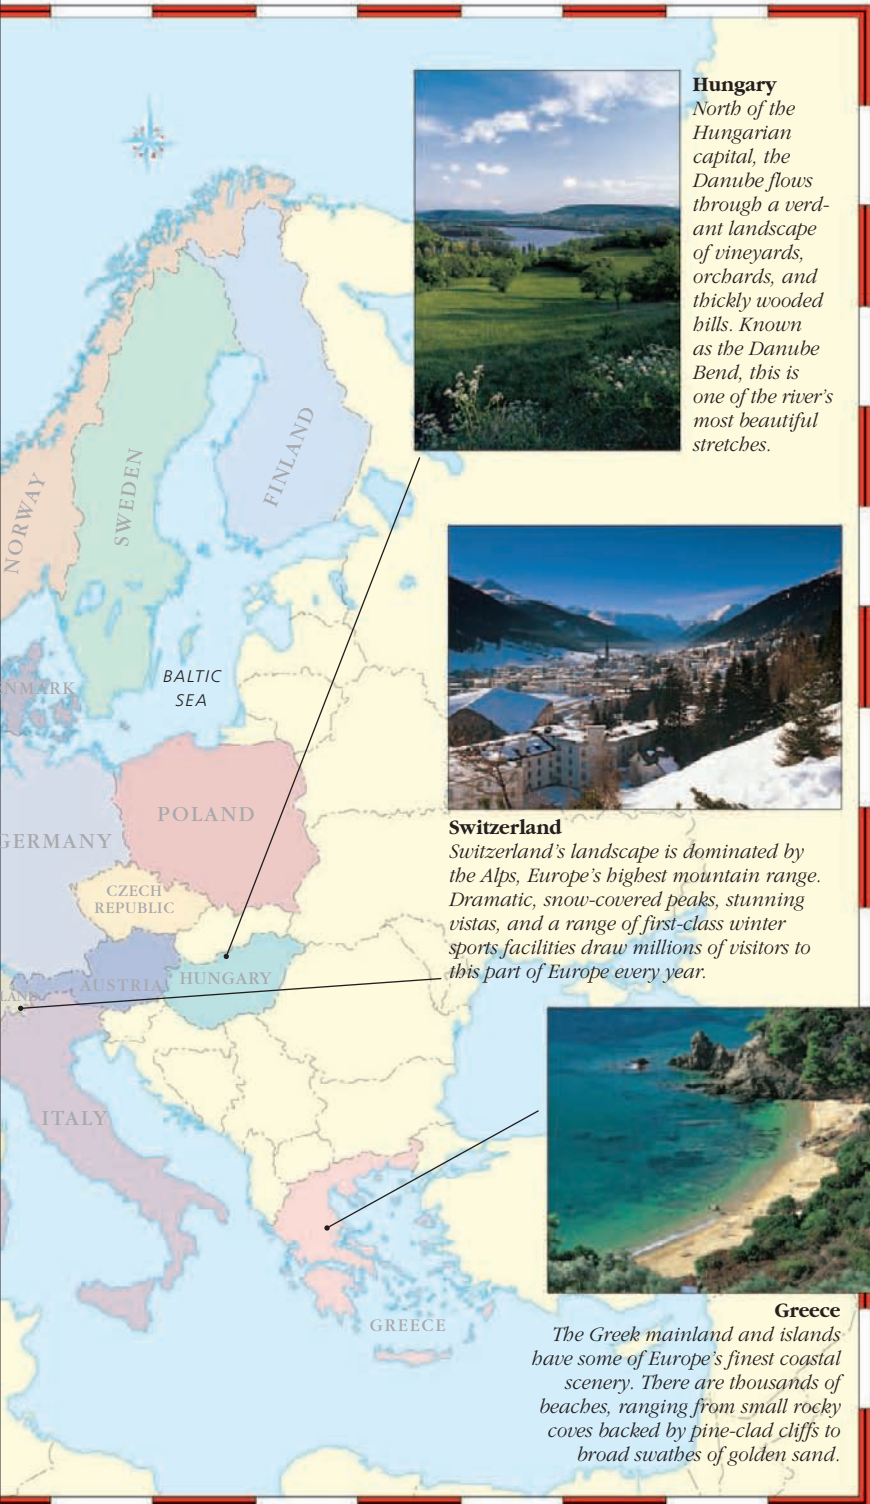 Hungary
North of the
Hungarian
capital, the
Danube flows
through a verd-
ant landscape
of vineyards,
orchards, and
thickly wooded
hills. Known
as the Danube
Bend, this is
one of the river's
most beautiful
stretches.
FINLAND
SWEDEN
NORWAY
BALTIC
SEA
NMARK
POLAND
GERMANY
CZECH
REPUBLIC
Switzerland
Switzerland's landscape is dominated by
the Alps, Europe's highest mountain range.
Dramatic, snow-covered peaks, stunning
vistas, and a range of first-class winter
sports facilities draw millions of visitors to
this part of Europe every year.
HUNGARY
AUSTRIA
LAND
ITALY
GREECE
Greece
The Greek mainland and islands
have some of Europe's finest coastal
scenery. There are thousands of
beaches, ranging from small rocky
coves backed by pine-clad cliffs to
broad swathes of golden sand.